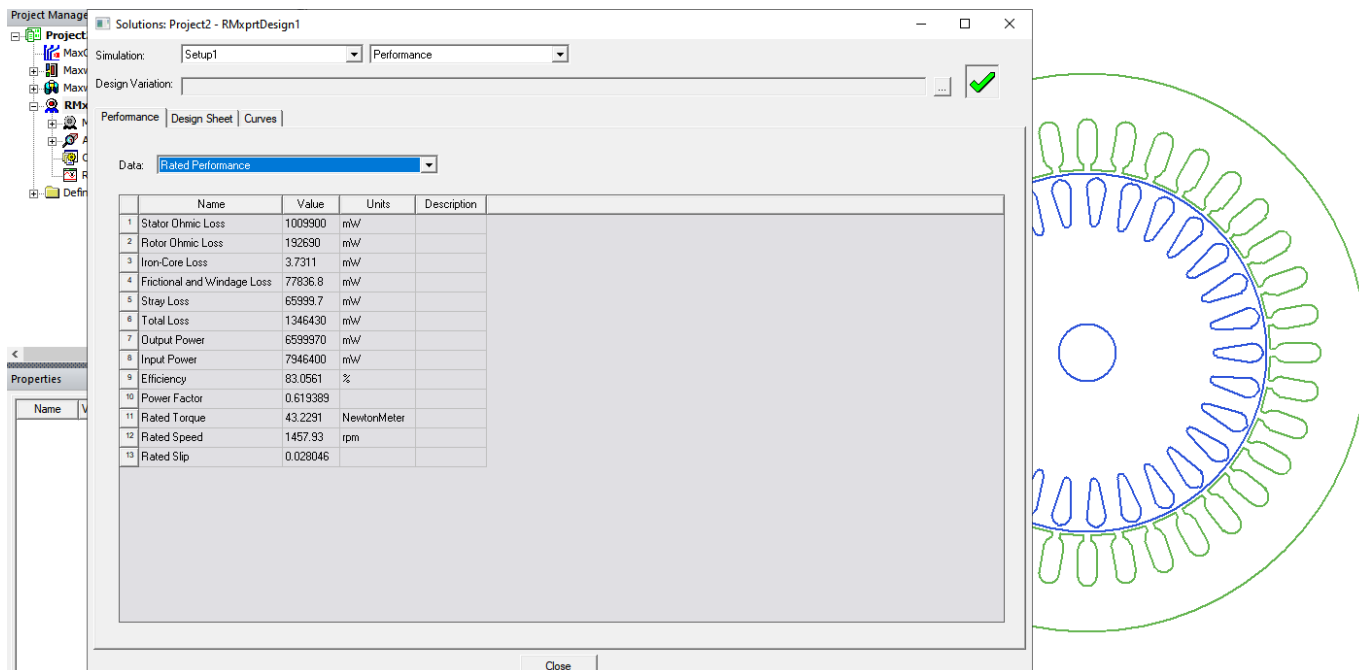 Project Manage
Solutions: Project2 - RMxprtDesign1
Project
Simulation: Setup1 Performance
Design Variation: ...
RMx
Performance Design Sheet Curves
Data: Rated Performance
Defin
Name Value Units Description
1 Stator Ohmic Loss 1009900 mW
2 Rotor Ohmic Loss 192690 mW
3 Iron-Core Loss 3.7311 mW
4 Frictional and Windage Loss 77836.8 mW
5 Stray Loss 65999.7 mW
6 Total Loss 1346430 mW
7 Output Power 6599970 mW
8 Input Power 7946400 mW
9 Efficiency 83.0561 %
10 Power Factor 0.619389
11 Rated Torque 43.2291 NewtonMeter
12 Rated Speed 1457.93 rpm
13 Rated Slip 0.028046
Properties
Name V
Close